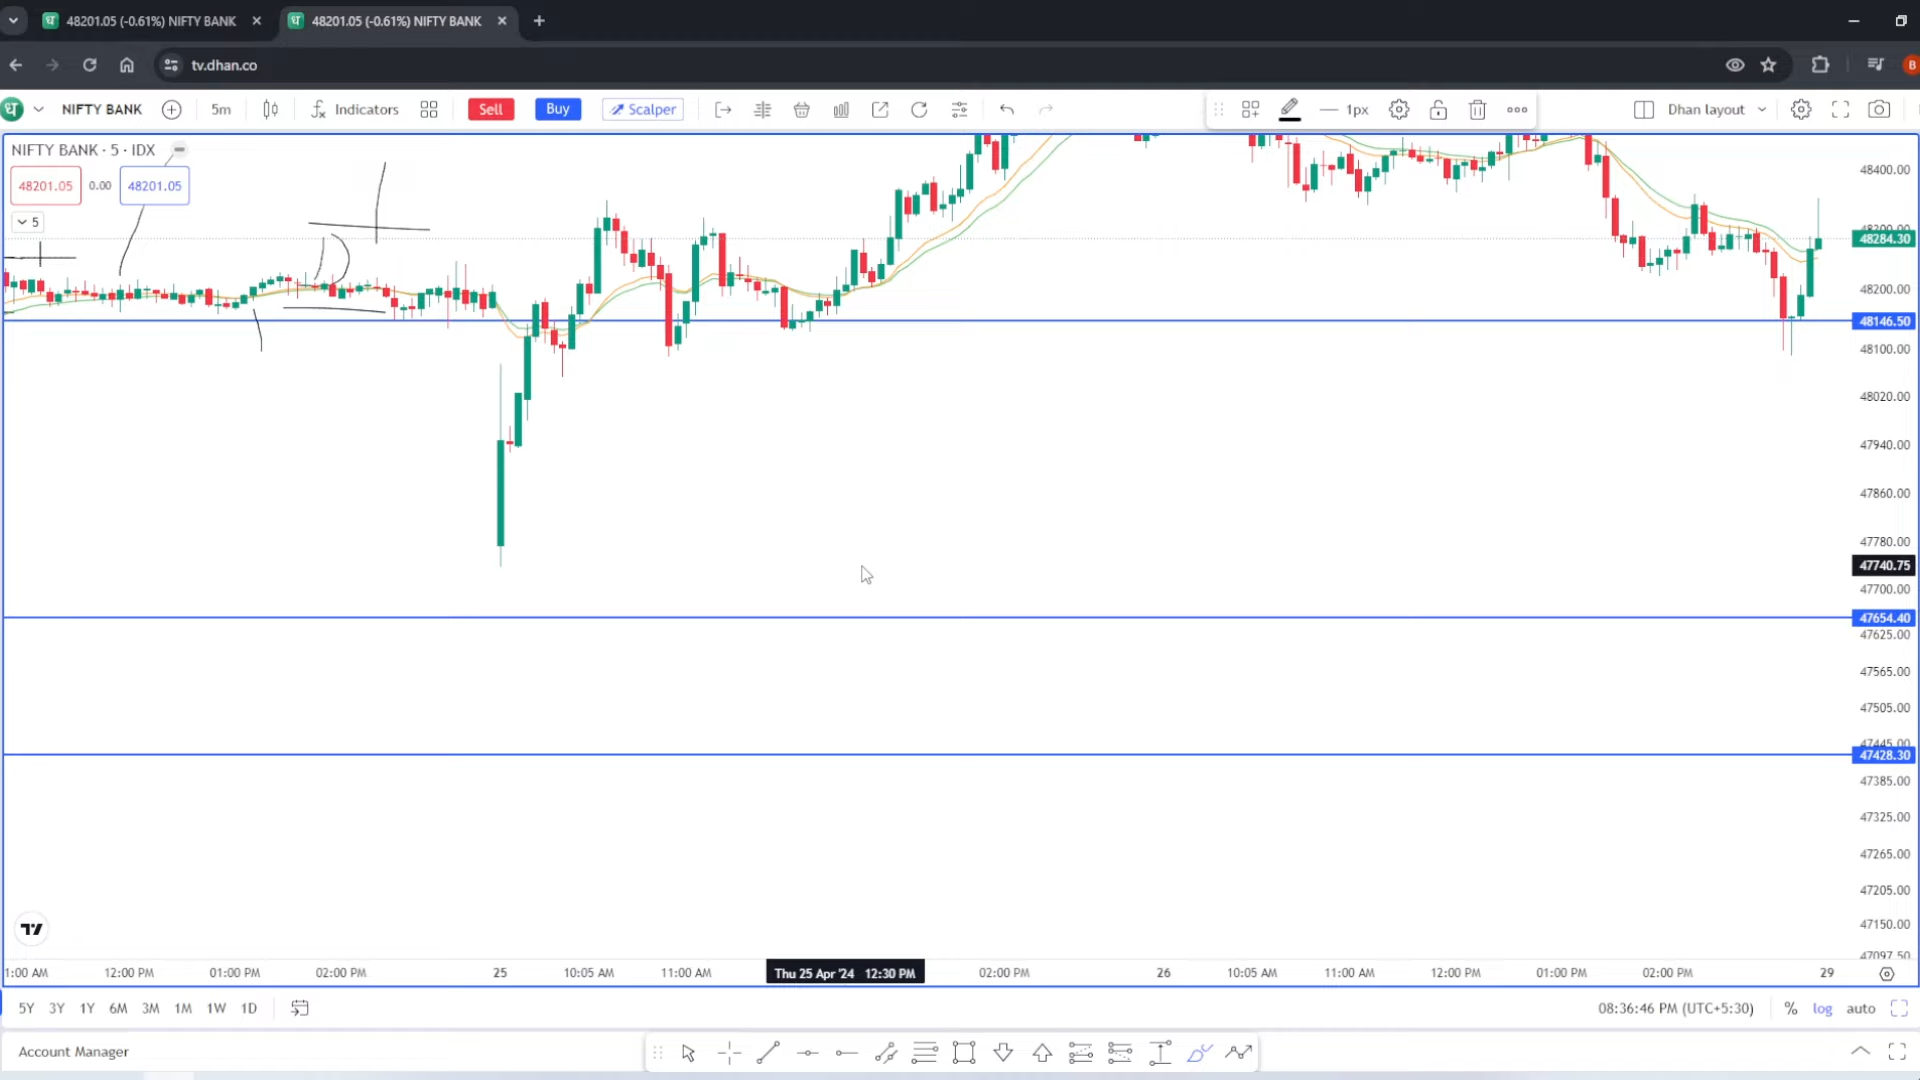 48201.05 (-0.61%) NIFTY BANK
48201.05 (-0.61%) NIFTY BANK
tv.dhan.co
B
NIFTY BANK
5m
Indicators
Sell
Buy
Scalper
1px
Dhan layout
NIFTY BANK · 5 · IDX
48201.05
0.00
48201.05
5
48400.00
48284.30
48200.00
48146.50
48100.00
48020.00
47940.00
47860.00
47780.00
47740.75
47700.00
47654.40
47625.00
47565.00
47505.00
47445.00
47428.30
47385.00
47325.00
47265.00
47205.00
47150.00
47097.50
1:00 AM
12:00 PM
01:00 PM
02:00 PM
25
10:05 AM
11:00 AM
Thu 25 Apr '24 12:30 PM
02:00 PM
26
10:05 AM
11:00 AM
12:00 PM
01:00 PM
02:00 PM
29
5Y 3Y 1Y 6M 3M 1M 1W 1D
08:36:46 PM (UTC+5:30)
%
log
auto
Account Manager